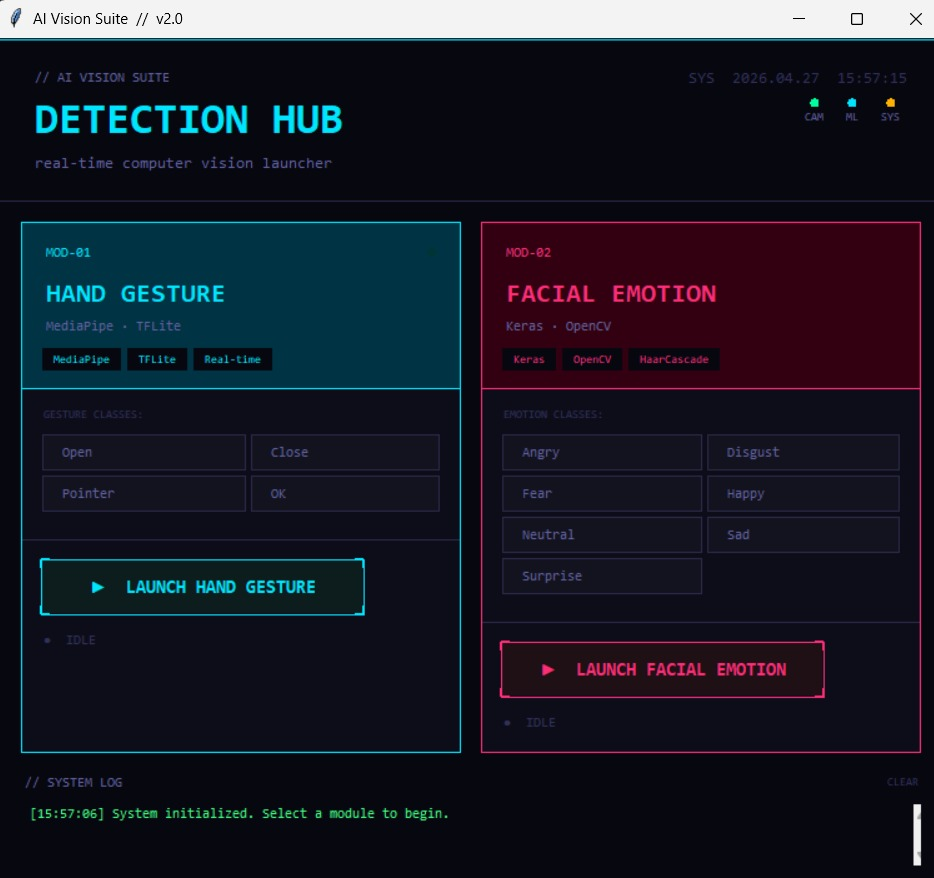 AI Vision Suite // v2.0
// AI VISION SUITE
SYS 2026.04.27 15:57:15
DETECTION HUB
CAM ML SYS
real-time computer vision launcher
MOD-01
HAND GESTURE
MediaPipe · TFLite
MediaPipe TFLite Real-time
GESTURE CLASSES:
Open Close
Pointer OK
▶ LAUNCH HAND GESTURE
● IDLE
MOD-02
FACIAL EMOTION
Keras · OpenCV
Keras OpenCV HaarCascade
EMOTION CLASSES:
Angry Disgust
Fear Happy
Neutral Sad
Surprise
▶ LAUNCH FACIAL EMOTION
● IDLE
// SYSTEM LOG
CLEAR
[15:57:06] System initialized. Select a module to begin.